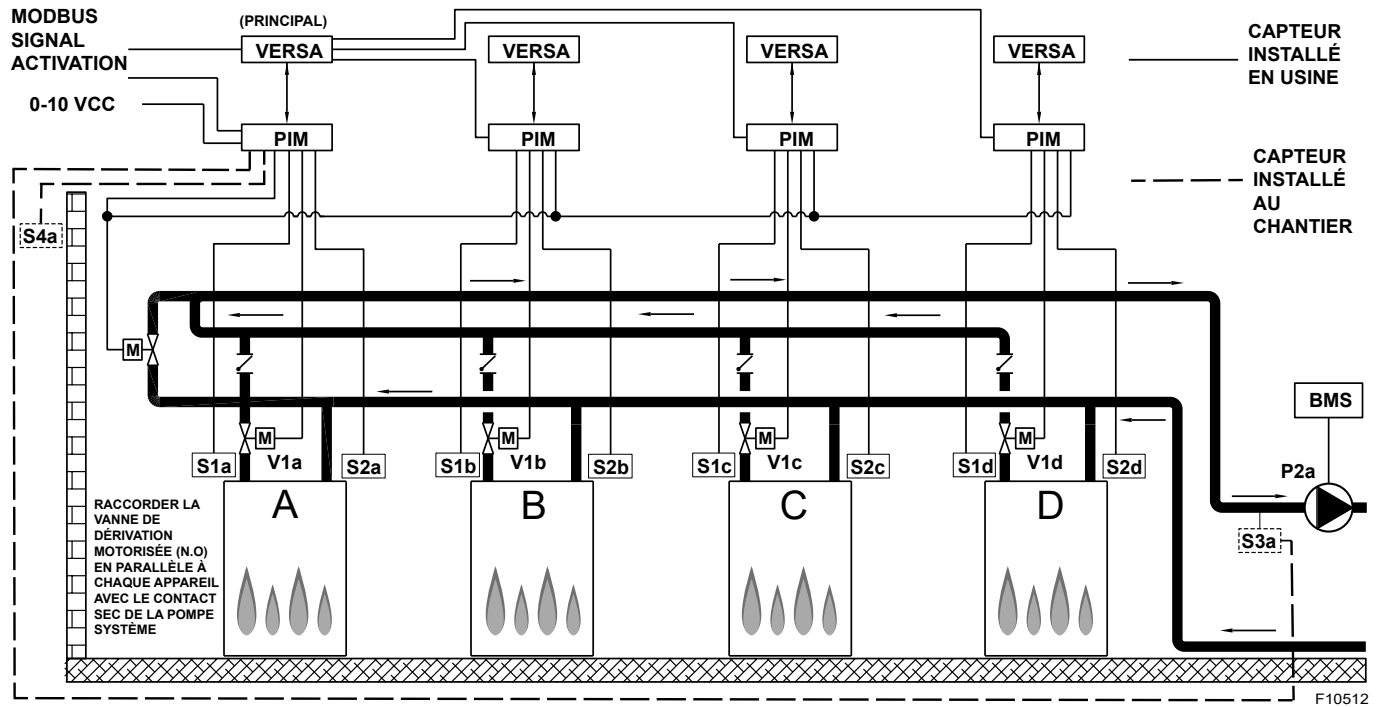 MODBUS
SIGNAL
ACTIVATION
0-10 VCC
(PRINCIPAL)
VERSA
VERSA
VERSA
VERSA
PIM
PIM
PIM
PIM
CAPTEUR
INSTALLÉ
EN USINE
CAPTEUR
INSTALLÉ
AU
CHANTIER
S4a
M
M
M
M
M
S1a
V1a
S2a
S1b
V1b
S2b
S1c
V1c
S2c
S1d
V1d
S2d
BMS
P2a
S3a
RACCORDER LA
VANNE DE
DÉRIVATION
MOTORISÉE (N.O)
EN PARALLÈLE À
CHAQUE APPAREIL
AVEC LE CONTACT
SEC DE LA POMPE
SYSTÈME
A
B
C
D
F10512